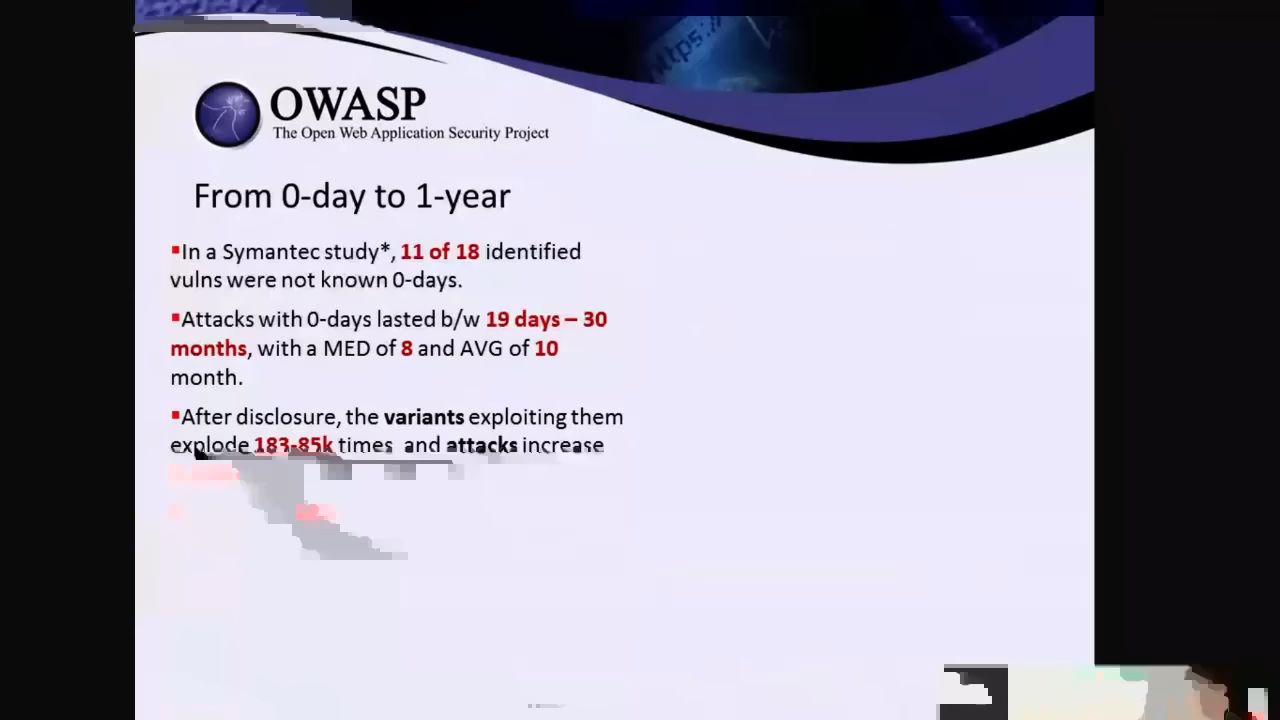 https://
OWASP
The Open Web Application Security Project
From 0-day to 1-year
In a Symantec study*, 11 of 18 identified
vulns were not known 0-days.
Attacks with 0-days lasted b/w 19 days – 30
months, with a MED of 8 and AVG of 10
month.
After disclosure, the variants exploiting them
explode 183-85k times and attacks increase